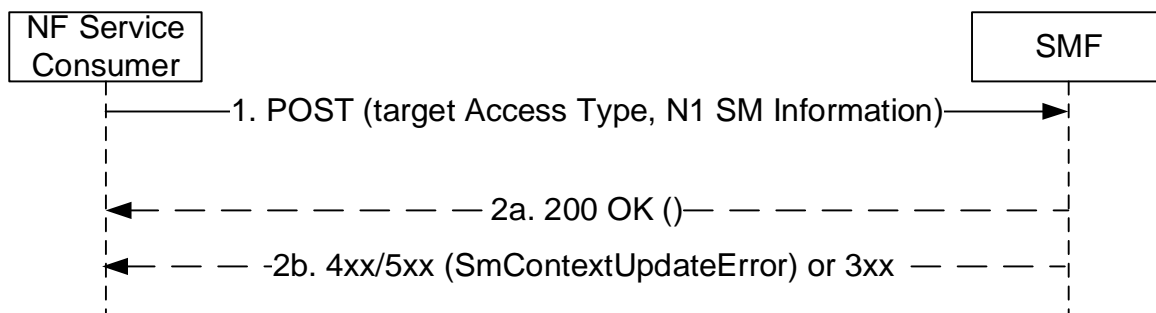 NF Service
Consumer
SMF
1. POST (target Access Type, N1 SM Information)
2a. 200 OK ()
2b. 4xx/5xx (SmContextUpdateError) or 3xx